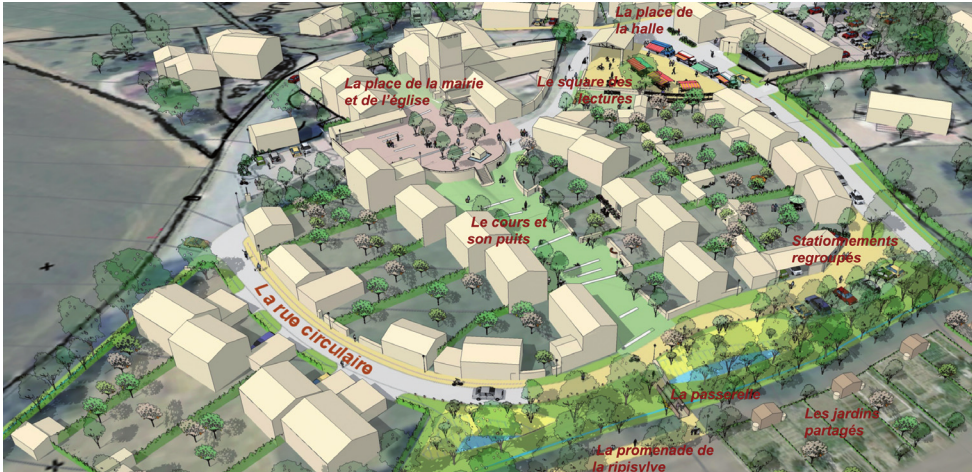 La place de
la halle
La place de la mairie
et de l'église
Le square des
lectures
Le cours et
son puits
Stationnements
regroupés
La rue circulaire
La passerelle
Les jardins
partagés
La promenade de
la ripisylve